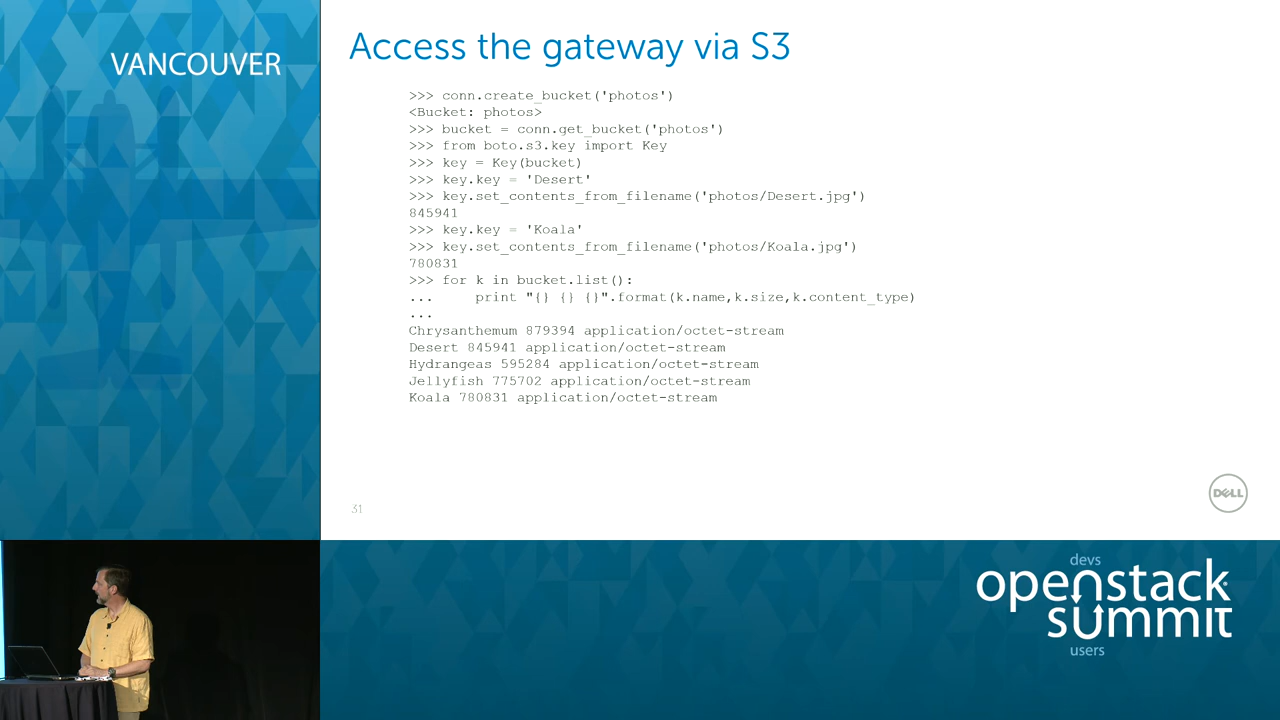 VANCOUVER
Access the gateway via S3
>>> conn.create_bucket('photos')
<Bucket: photos>
>>> bucket = conn.get_bucket('photos')
>>> from boto.s3.key import Key
>>> key = Key(bucket)
>>> key.key = 'Desert'
>>> key.set_contents_from_filename('photos/Desert.jpg')
845941
>>> key.key = 'Koala'
>>> key.set_contents_from_filename('photos/Koala.jpg')
780831
>>> for k in bucket.list():
...     print "{} {} {}".format(k.name,k.size,k.content_type)
...
Chrysanthemum 879394 application/octet-stream
Desert 845941 application/octet-stream
Hydrangeas 595284 application/octet-stream
Jellyfish 775702 application/octet-stream
Koala 780831 application/octet-stream
31
DELL
devs
openstack
summit
users